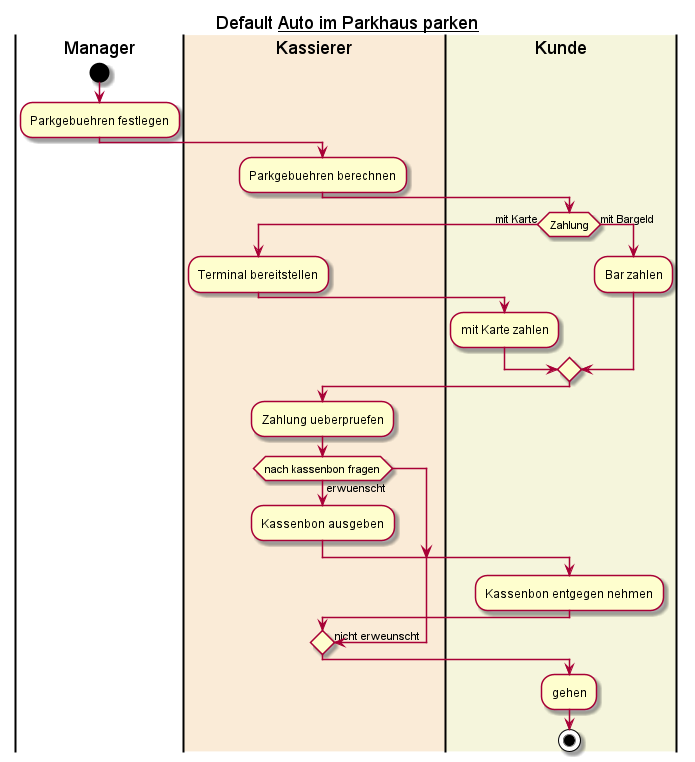 Default Auto im Parkhaus parken
Manager
Kassierer
Kunde
Parkgebuehren festlegen
Parkgebuehren berechnen
mit Karte
Zahlung
mit Bargeld
Terminal bereitstellen
Bar zahlen
mit Karte zahlen
Zahlung ueberpruefen
nach kassenbon fragen
erwuenscht
Kassenbon ausgeben
Kassenbon entgegen nehmen
nicht erweunscht
gehen